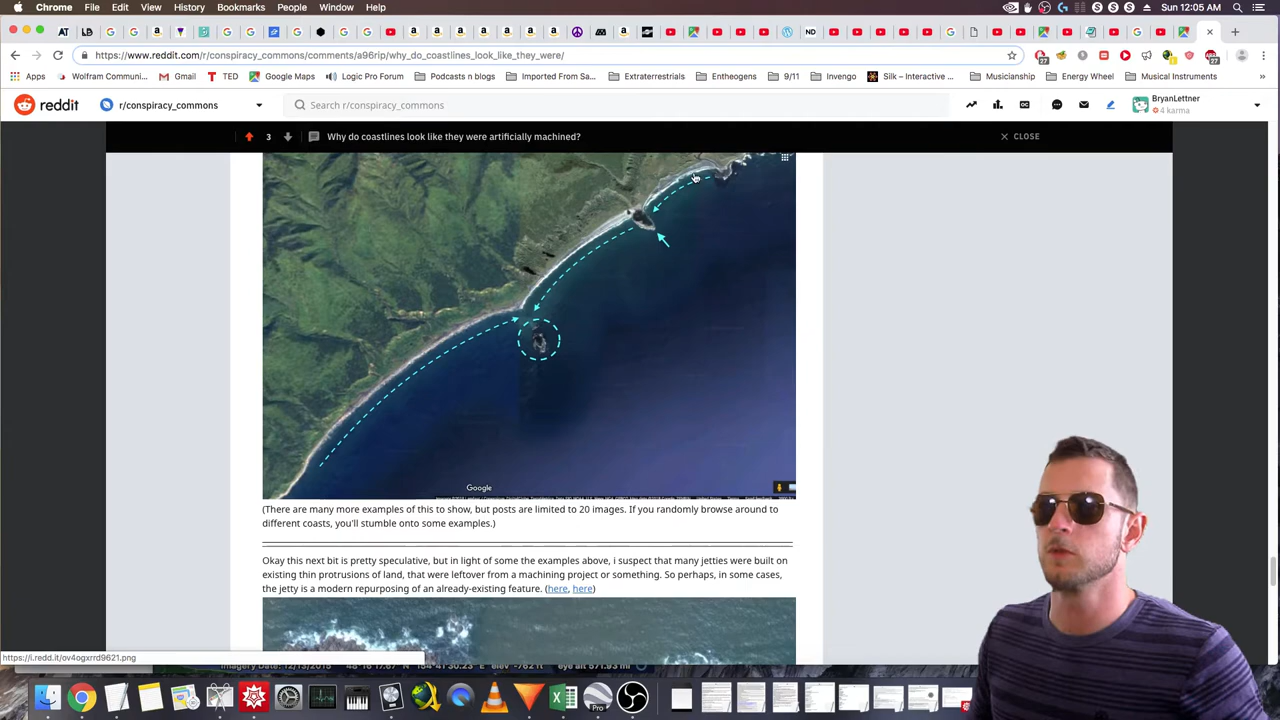 Chrome File Edit View History Bookmarks People Window Help
Sun 12:05 AM
https://www.reddit.com/r/conspiracy_commons/comments/a96rip/why_do_coastlines_look_like_they_were/
Apps Wolfram Communi... Gmail TED Google Maps Logic Pro Forum Podcasts n blogs Imported From Sa... Extraterrestrials Entheogens 9/11 Invengo Silk – Interactive ... Musicianship Energy Wheel Musical Instruments
reddit r/conspiracy_commons Search r/conspiracy_commons BryanLettner
4 karma
3 Why do coastlines look like they were artificially machined? CLOSE
Google
(There are many more examples of this to show, but posts are limited to 20 images. If you randomly browse around to
different coasts, you'll stumble onto some examples.)
Okay this next bit is pretty speculative, but in light of some the examples above, i suspect that many jetties were built on
existing thin protrusions of land, that were leftover from a machining project or something. So perhaps, in some cases,
the jetty is a modern repurposing of an already-existing feature. (here, here)
https://i.redd.it/ov4ogxrrd9621.png